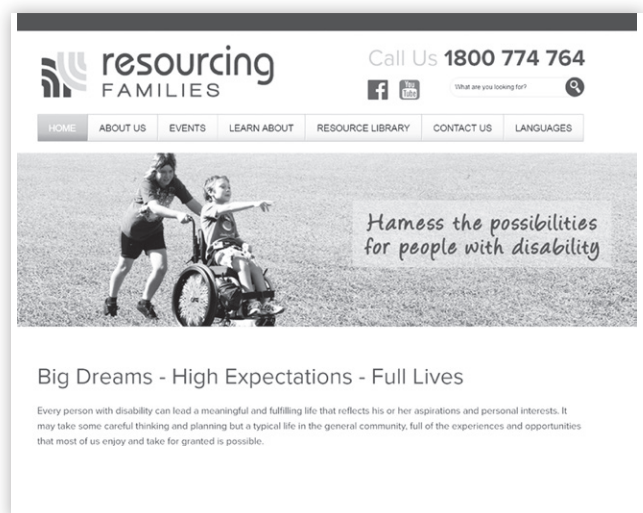 resourcing
FAMILIES
Call Us 1800 774 764
You
Tube
What are you looking for?
HOME ABOUT US EVENTS LEARN ABOUT RESOURCE LIBRARY CONTACT US LANGUAGES
Harness the possibilities
for people with disability
Big Dreams - High Expectations - Full Lives
Every person with disability can lead a meaningful and fulfilling life that reflects his or her aspirations and personal interests. It
may take some careful thinking and planning but a typical life in the general community, full of the experiences and opportunities
that most of us enjoy and take for granted is possible.